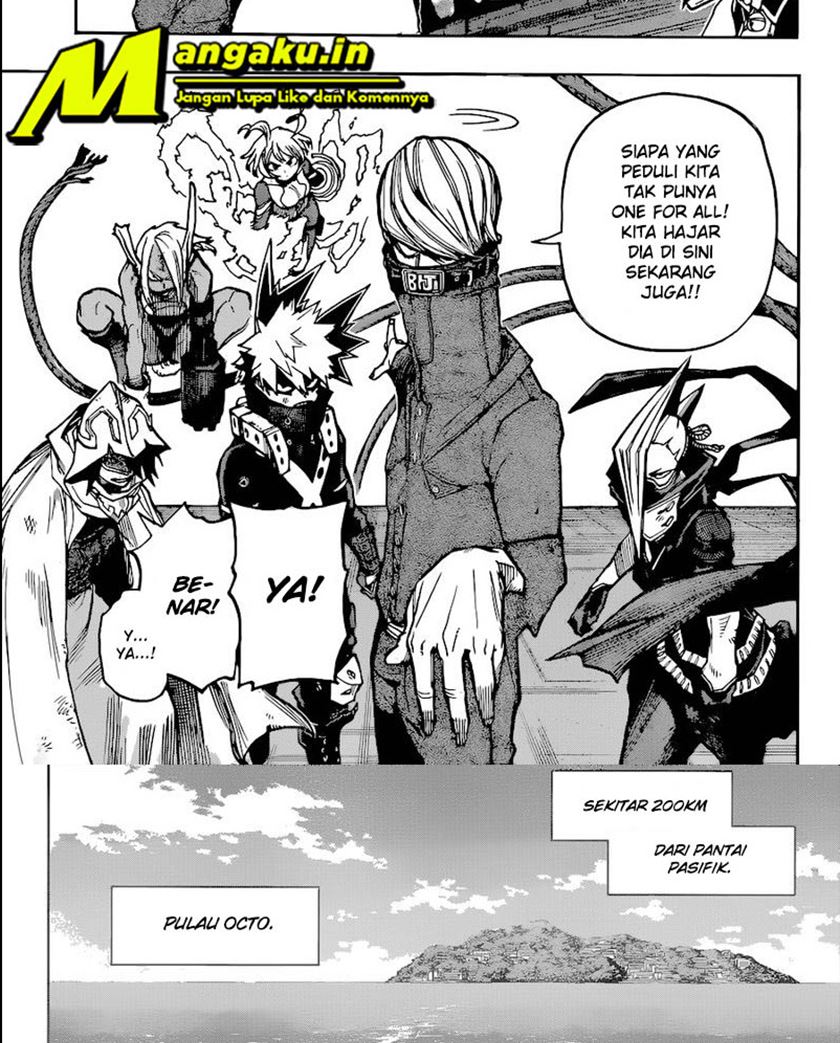 Mangaku.in
Jangan Lupa Like dan Komennya
SIAPA YANG
PEDULI KITA
TAK PUNYA
ONE FOR ALL!
KITA HAJAR
DIA DI SINI
SEKARANG
JUGA!!
YA!
BE-
NAR!
Y...
YA...!
SEKITAR 200KM
DARI PANTAI
PASIFIK.
PULAU OCTO.